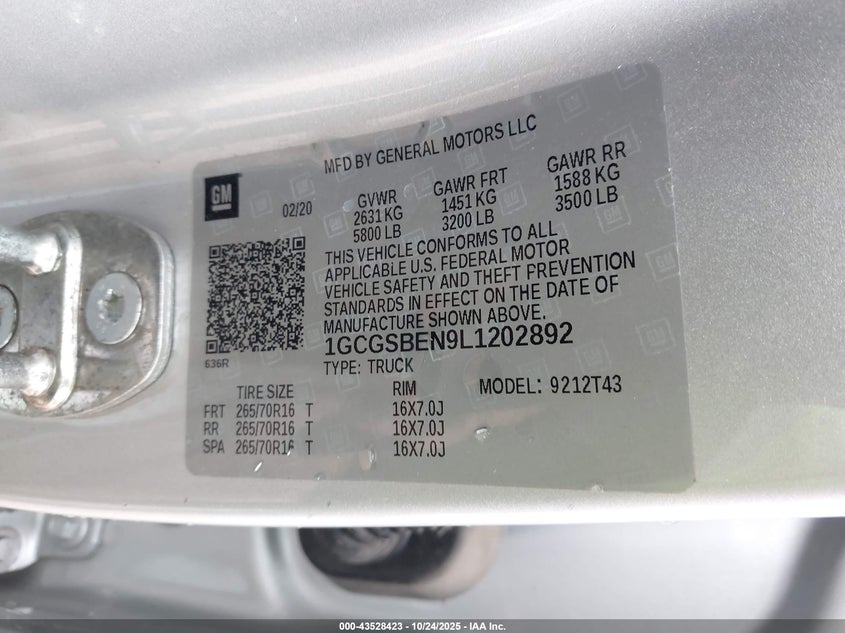 MFD BY GENERAL MOTORS LLC
GM
02/20
GVWR GAWR FRT GAWR RR
2631 KG 1451 KG 1588 KG
5800 LB 3200 LB 3500 LB
THIS VEHICLE CONFORMS TO ALL
APPLICABLE U.S. FEDERAL MOTOR
VEHICLE SAFETY AND THEFT PREVENTION
STANDARDS IN EFFECT ON THE DATE OF
MANUFACTURE SHOWN ABOVE.
1GCGSBEN9L1202892
636R
TYPE: TRUCK
MODEL: 9212T43
TIRE SIZE RIM
FRT 265/70R16 T 16X7.0J
RR 265/70R16 T 16X7.0J
SPA 265/70R16 T 16X7.0J
000-43528423 - 10/24/2025 - IAA Inc.